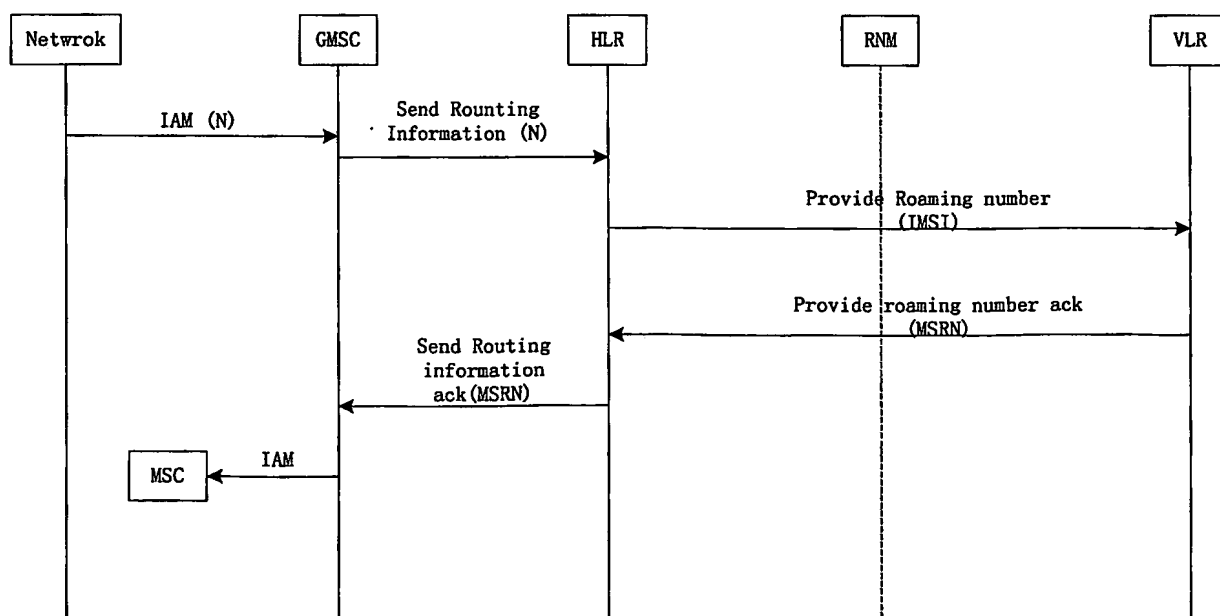 Netwrok
GMSC
HLR
RNM
VLR
IAM (N)
Send Rounting
Information (N)
Provide Roaming number
(IMSI)
Provide roaming number ack
(MSRN)
Send Routing
information
ack(MSRN)
MSC
IAM